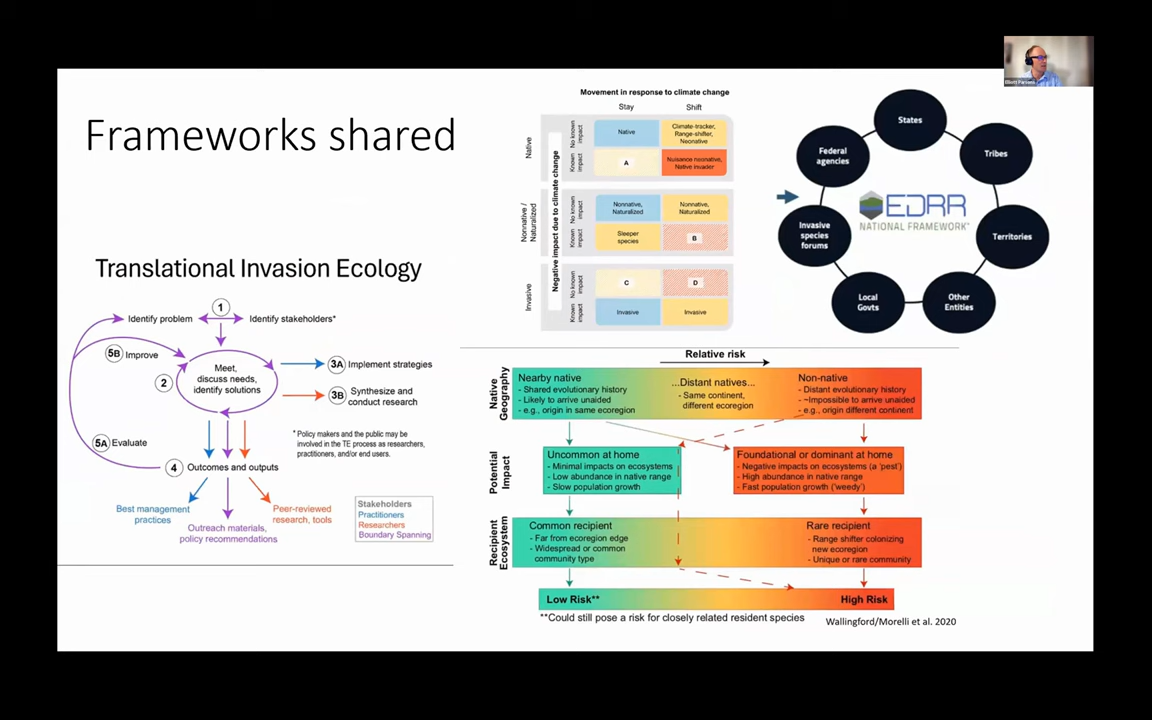 Elliott Parsons
Frameworks shared
Translational Invasion Ecology
1
Identify problem
Identify stakeholders*
5B Improve
2
Meet,
discuss needs,
identify solutions
3A Implement strategies
3B Synthesize and
conduct research
* Policy makers and the public may be
involved in the TE process as researchers,
practitioners, and/or end users.
5A Evaluate
4 Outcomes and outputs
Best management
practices
Outreach materials,
policy recommendations
Peer-reviewed
research, tools
Stakeholders
Practitioners
Researchers
Boundary Spanning
Movement in response to climate change
Stay
Shift
Negative impact due to climate change
Native
No known
impact
Native
Climate-tracker,
Range-shifter,
Neonative
Known
impact
A
Nuisance neonative,
Native invader
Nonnative /
Naturalized
No known
impact
Nonnative,
Naturalized
Nonnative,
Naturalized
Known
impact
Sleeper
species
B
Invasive
No known
impact
C
D
Known
impact
Invasive
Invasive
States
Tribes
Territories
Other
Entities
Local
Govts
Invasive
species
forums
Federal
agencies
EDRR
NATIONAL FRAMEWORK
Relative risk
Native
Geography
Nearby native
- Shared evolutionary history
- Likely to arrive unaided
- e.g., origin in same ecoregion
...Distant natives...
- Same continent,
different ecoregion
Non-native
- Distant evolutionary history
- ~Impossible to arrive unaided
- e.g., origin different continent
Potential
Impact
Uncommon at home
- Minimal impacts on ecosystems
- Low abundance in native range
- Slow population growth
Foundational or dominant at home
- Negative impacts on ecosystems (a 'pest')
- High abundance in native range
- Fast population growth ('weedy')
Recipient
Ecosystem
Common recipient
- Far from ecoregion edge
- Widespread or common
community type
Rare recipient
- Range shifter colonizing
new ecoregion
- Unique or rare community
Low Risk**
High Risk
**Could still pose a risk for closely related resident species
Wallingford/Morelli et al. 2020